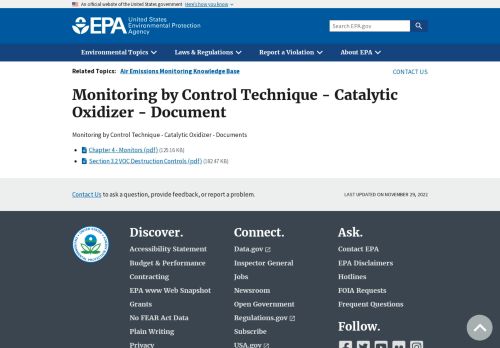 An official website of the United States government Here's how you know
EPA United States Environmental Protection Agency
Search EPA.gov
Environmental Topics Laws & Regulations Report a Violation About EPA
Related Topics: Air Emissions Monitoring Knowledge Base
CONTACT US
Monitoring by Control Technique - Catalytic
Oxidizer - Document
Monitoring by Control Technique - Catalytic Oxidizer - Documents
Chapter 4 - Monitors (pdf)
Section 3.2 VOC Destruction Controls (pdf) (182.47 KB)
Contact Us to ask a question, provide feedback, or report a problem.
LAST UPDATED ON NOVEMBER 29, 2022
Discover.
Accessibility Statement
Budget & Performance
Contracting
EPA www Web Snapshot
Grants
No FEAR Act Data
Plain Writing
Privacy
Connect.
Data.gov
Inspector General
Jobs
Newsroom
Open Government
Regulations.gov
Subscribe
USA.gov
Ask.
Contact EPA
EPA Disclaimers
Hotlines
FOIA Requests
Frequent Questions
Follow.